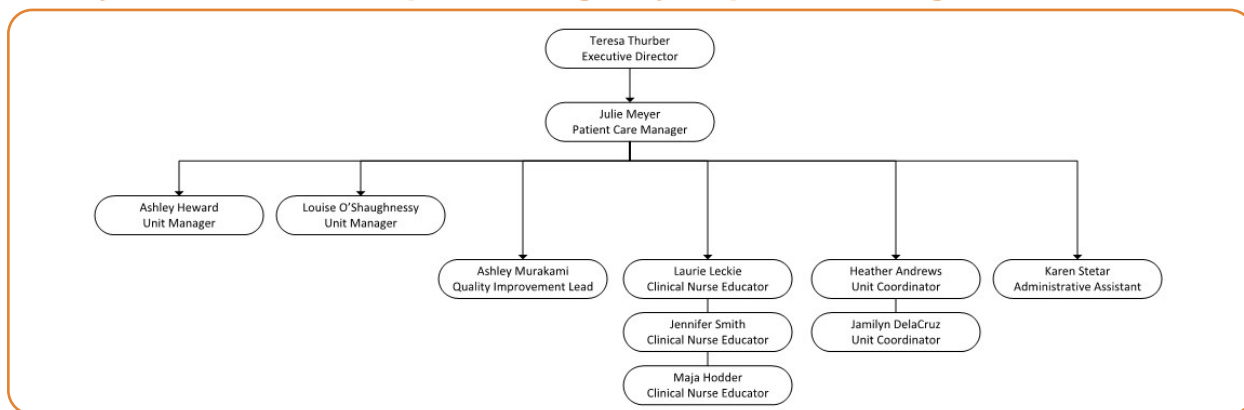 Teresa Thurber
Executive Director
Julie Meyer
Patient Care Manager
Ashley Heward
Unit Manager
Louise O'Shaughnessy
Unit Manager
Ashley Murakami
Quality Improvement Lead
Laurie Leckie
Clinical Nurse Educator
Heather Andrews
Unit Coordinator
Karen Stetar
Administrative Assistant
Jennifer Smith
Clinical Nurse Educator
Jamilyn DelaCruz
Unit Coordinator
Maja Hodder
Clinical Nurse Educator